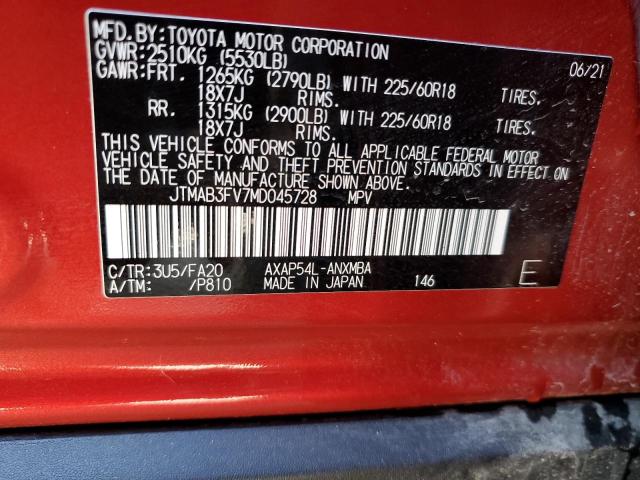 MFD.BY:TOYOTA MOTOR CORPORATION
GVWR:2510KG (5530LB) 06/21
GAWR:FRT. 1265KG (2790LB) WITH 225/60R18 TIRES.
18X7J RIMS.
RR. 1315KG (2900LB) WITH 225/60R18 TIRES.
18X7J RIMS.
THIS VEHICLE CONFORMS TO ALL APPLICABLE FEDERAL MOTOR
VEHICLE SAFETY AND THEFT PREVENTION STANDARDS IN EFFECT ON
THE DATE OF MANUFACTURE SHOWN ABOVE.
JTMAB3FV7MD045728 MPV
C/TR:3U5/FA20 AXAP54L-ANXMBA
A/TM: /P810 MADE IN JAPAN 146 E